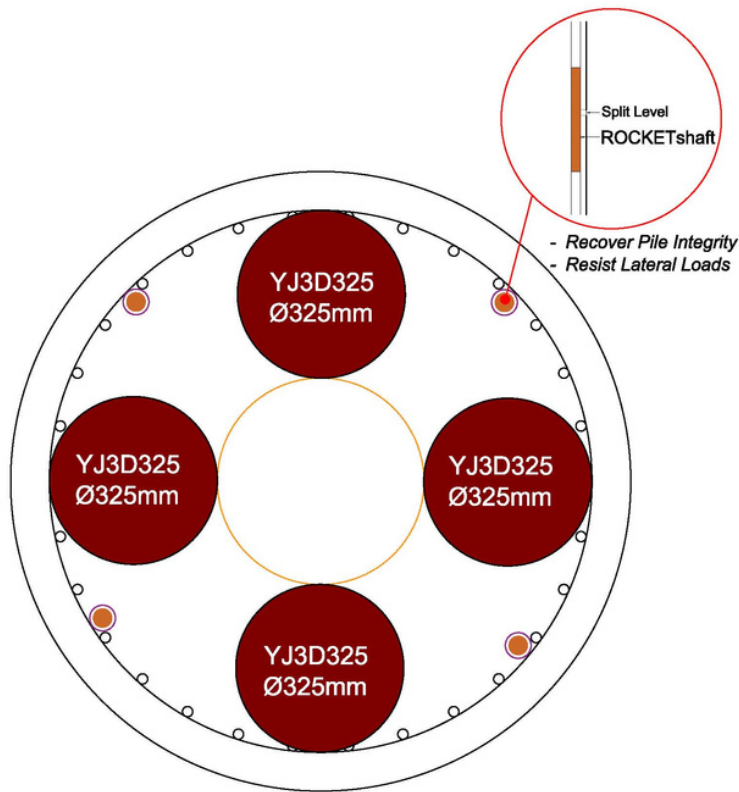 Split Level
ROCKETshaft
- Recover Pile Integrity
- Resist Lateral Loads
YJ3D325
Ø325mm
YJ3D325
Ø325mm
YJ3D325
Ø325mm
YJ3D325
Ø325mm